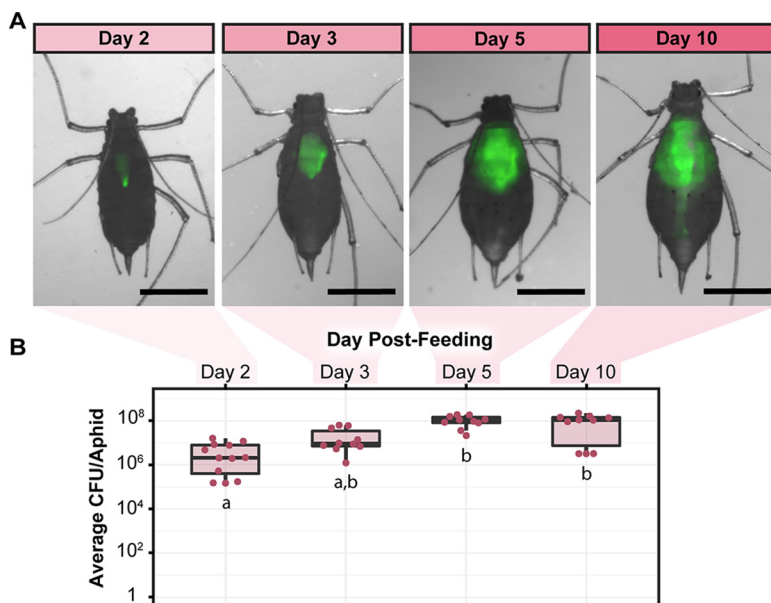 A
Day 2
Day 3
Day 5
Day 10
B
Day Post-Feeding
Day 2
Day 3
Day 5
Day 10
Average CFU/Aphid
10⁸
10⁶
10⁴
10²
1
a
a,b
b
b